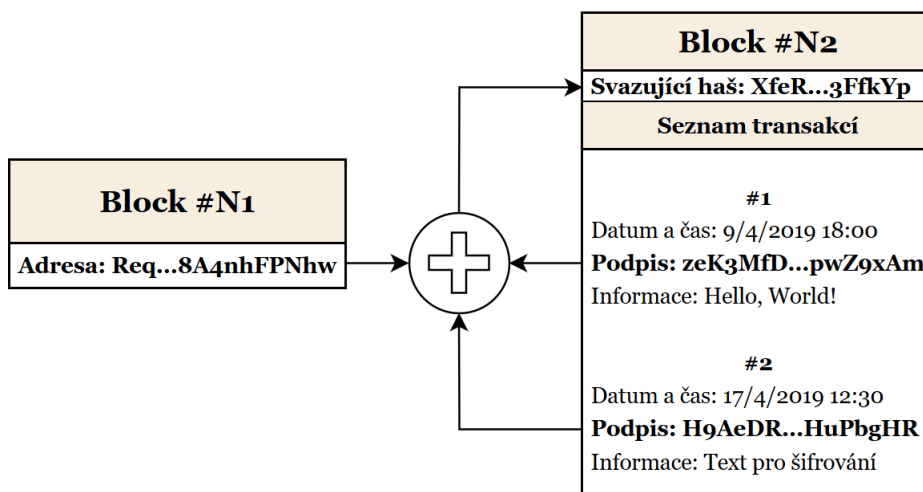 Block #N1
Adresa: Req...8A4nhFPNhw
Block #N2
Svazující haš: XfeR...3FfkYp
Seznam transakcí
#1
Datum a čas: 9/4/2019 18:00
Podpis: zeK3MfD...pwZ9xAm
Informace: Hello, World!
#2
Datum a čas: 17/4/2019 12:30
Podpis: H9AeDR...HuPbgHR
Informace: Text pro šifrování